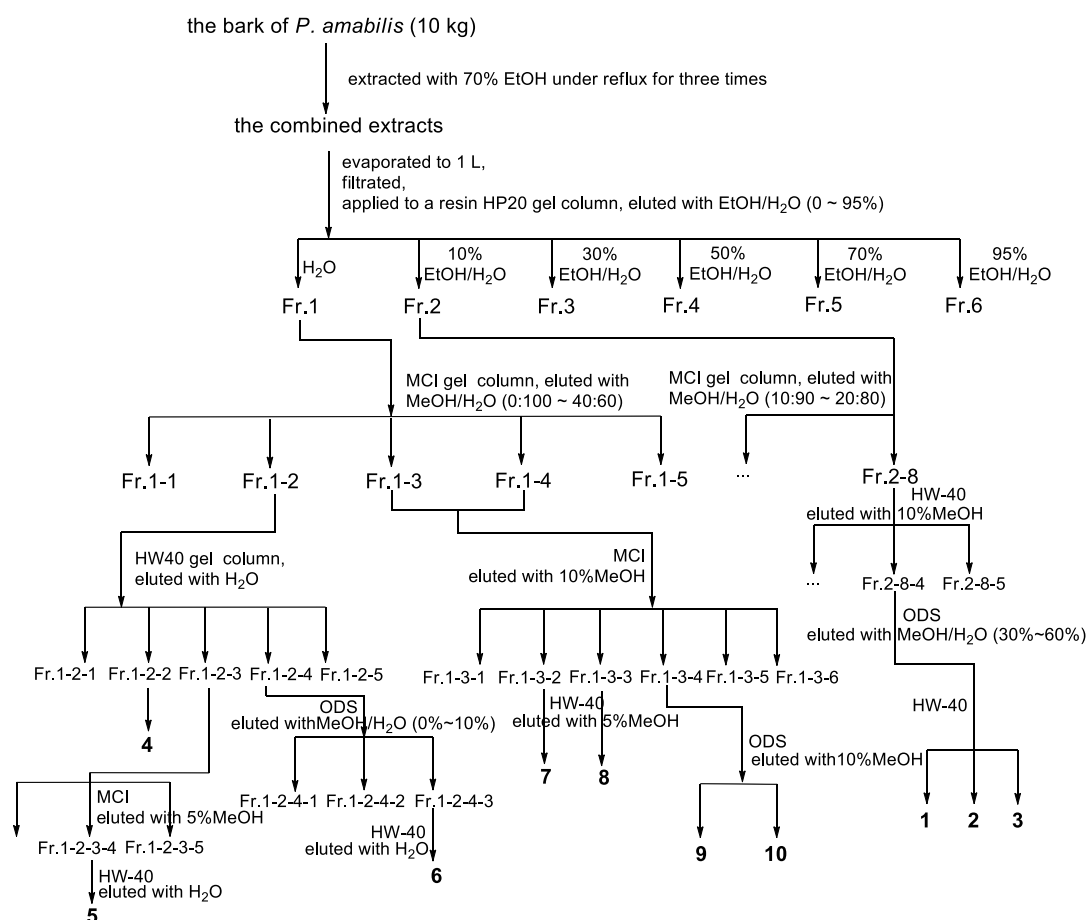 the bark of P. amabilis (10 kg)
extracted with 70% EtOH under reflux for three times
the combined extracts
evaporated to 1 L,
filtrated,
applied to a resin HP20 gel column, eluted with EtOH/H₂O (0 ~ 95%)
H₂O
10%
EtOH/H₂O
30%
EtOH/H₂O
50%
EtOH/H₂O
70%
EtOH/H₂O
95%
EtOH/H₂O
Fr.1 Fr.2 Fr.3 Fr.4 Fr.5 Fr.6
MCI gel column, eluted with
MeOH/H₂O (0:100 ~ 40:60)
MCI gel column, eluted with
MeOH/H₂O (10:90 ~ 20:80)
Fr.1-1 Fr.1-2 Fr.1-3 Fr.1-4 Fr.1-5 ... Fr.2-8
HW-40
eluted with 10%MeOH
HW40 gel column,
eluted with H₂O
MCI
eluted with 10%MeOH
... Fr.2-8-4 Fr.2-8-5
ODS
eluted with MeOH/H₂O (30%~60%)
Fr.1-2-1 Fr.1-2-2 Fr.1-2-3 Fr.1-2-4 Fr.1-2-5
Fr.1-3-1 Fr.1-3-2 Fr.1-3-3 Fr.1-3-4 Fr.1-3-5 Fr.1-3-6
HW-40
eluted with 5%MeOH
HW-40
ODS
eluted withMeOH/H₂O (0%~10%)
4
7 8
ODS
eluted with10%MeOH
MCI
eluted with 5%MeOH
Fr.1-2-4-1 Fr.1-2-4-2 Fr.1-2-4-3
1 2 3
HW-40
eluted with H₂O
Fr.1-2-3-4 Fr.1-2-3-5
6
9 10
HW-40
eluted with H₂O
5